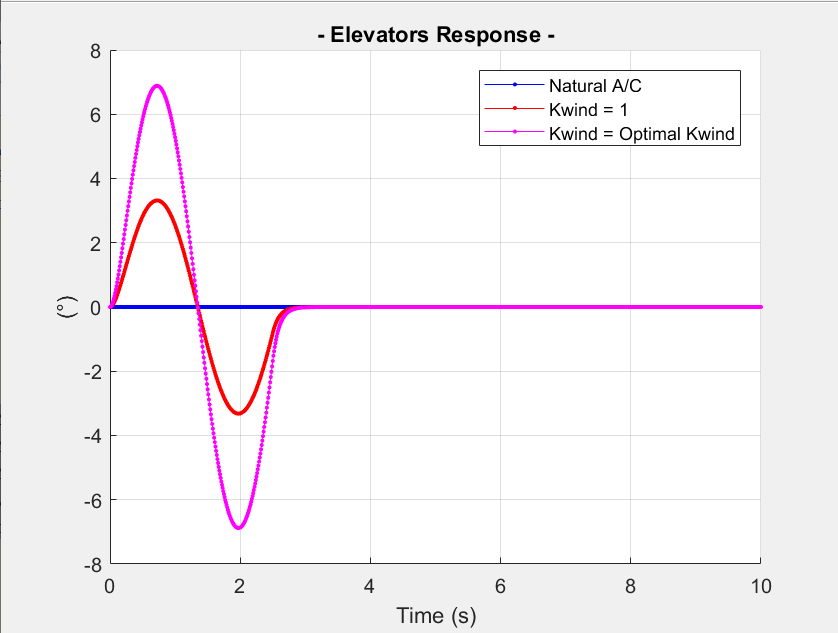 - Elevators Response -
Natural A/C
Kwind = 1
Kwind = Optimal Kwind
8
6
4
2
0
-2
-4
-6
-8
(°)
0 2 4 6 8 10
Time (s)